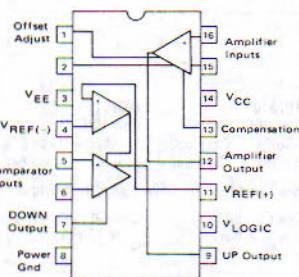 Offset
Adjust
1
2
VEE
3
VREF(-)
4
omparator
puts
5
6
DOWN
Output
7
Power
Gnd
8
16
Amplifier
Inputs
15
14
VCC
13
Compensation
12
Amplifier
Output
11
VREF(+)
10
VLOGIC
9
UP Output